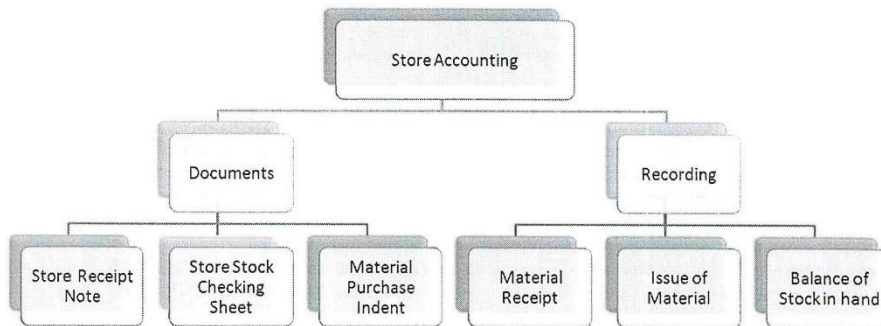 Store Accounting
Documents
Recording
Store Receipt
Note
Store Stock
Checking
Sheet
Material
Purchase
Indent
Material
Receipt
Issue of
Material
Balance of
Stock in hand